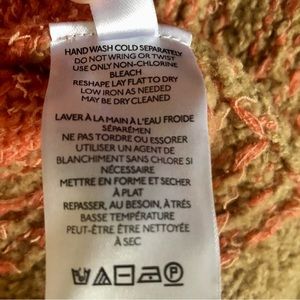 HAND WASH COLD SEPARATELY
DO NOT WRING OR TWIST
USE ONLY NON-CHLORINE
BLEACH
RESHAPE LAY FLAT TO DRY
LOW IRON AS NEEDED
MAY BE DRY CLEANED
LAVER À LA MAIN À L'EAU FROIDE
SÉPARÉMEN
NE PAS TORDRE OU ESSORER
UTILISER UN AGENT DE
BLANCHIMENT SANS CHLORE SI
NÉCESSAIRE
METTRE EN FORME ET SECHER
À PLAT
REPASSER, AU BESOIN, À TRÉS
BASSE TEMPÉRATURE
PEUT-ÊTRE ÊTRE NETTOYÉE
À SEC
P